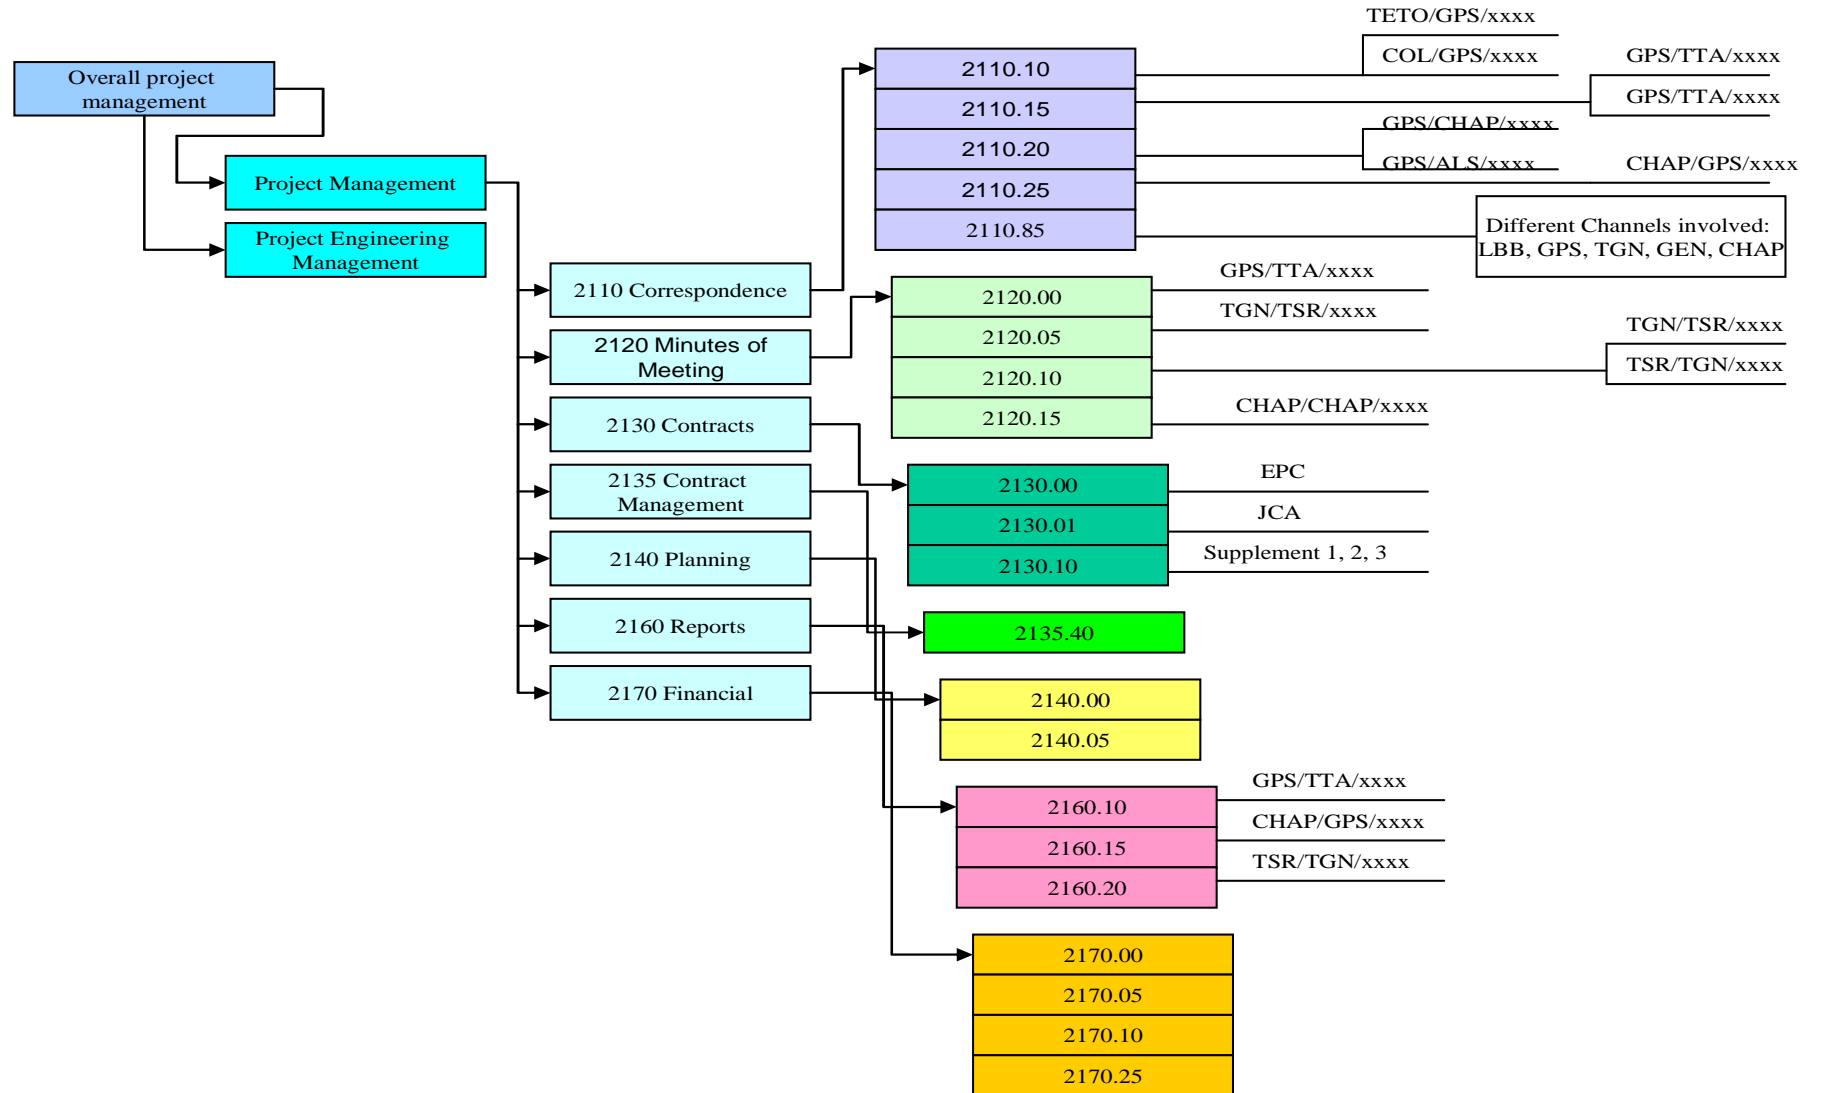 Overall project
management
Project Management
Project Engineering
Management
2110 Correspondence
2120 Minutes of
Meeting
2130 Contracts
2135 Contract
Management
2140 Planning
2160 Reports
2170 Financial
2110.10
2110.15
2110.20
2110.25
2110.85
TETO/GPS/xxxx
COL/GPS/xxxx
GPS/TTA/xxxx
GPS/TTA/xxxx
GPS/CHAP/xxxx
GPS/ALS/xxxx
CHAP/GPS/xxxx
Different Channels involved:
LBB, GPS, TGN, GEN, CHAP
2120.00
2120.05
2120.10
2120.15
GPS/TTA/xxxx
TGN/TSR/xxxx
TGN/TSR/xxxx
TSR/TGN/xxxx
CHAP/CHAP/xxxx
2130.00
2130.01
2130.10
EPC
JCA
Supplement 1, 2, 3
2135.40
2140.00
2140.05
2160.10
2160.15
2160.20
GPS/TTA/xxxx
CHAP/GPS/xxxx
TSR/TGN/xxxx
2170.00
2170.05
2170.10
2170.25